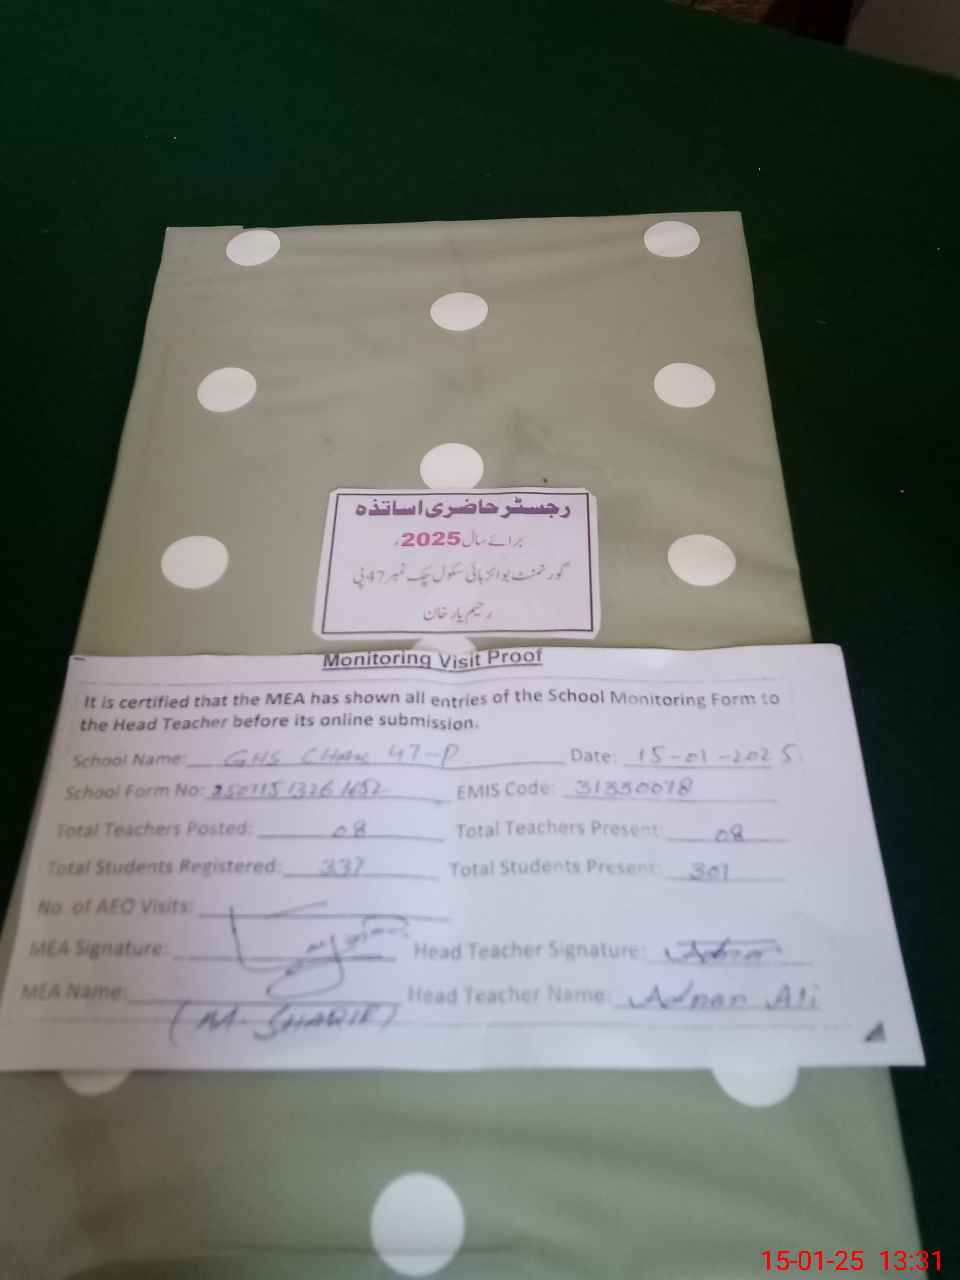 رجسٹر حاضری اساتذہ
برائے سال 2025ء
گورنمنٹ بوائز ہائی سکول چک نمبر 47 پی
رحیم یار خان
Monitoring Visit Proof
It is certified that the MEA has shown all entries of the School Monitoring Form to
the Head Teacher before its online submission.
School Name: GHS CHAK 47-P Date: 15-01-2025
School Form No: 25011513261652 EMIS Code: 31330078
Total Teachers Posted: 08 Total Teachers Present: 08
Total Students Registered: 337 Total Students Present: 301
No. of AEO Visits:
MEA Signature: Head Teacher Signature:
MEA Name: Head Teacher Name: Adnan Ali
(M. SHARIF)
15-01-25 13:31